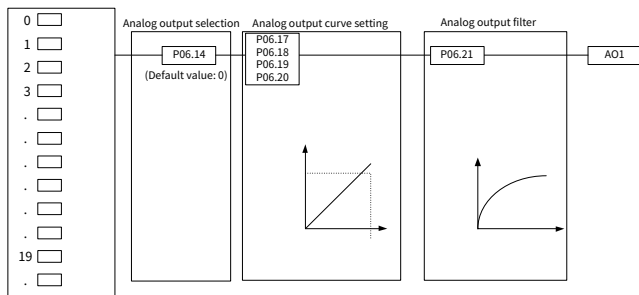 Analog output selection
Analog output curve setting
Analog output filter
0
1
2
3
.
.
.
.
.
.
19
.
P06.14
(Default value: 0)
P06.17
P06.18
P06.19
P06.20
P06.21
AO1